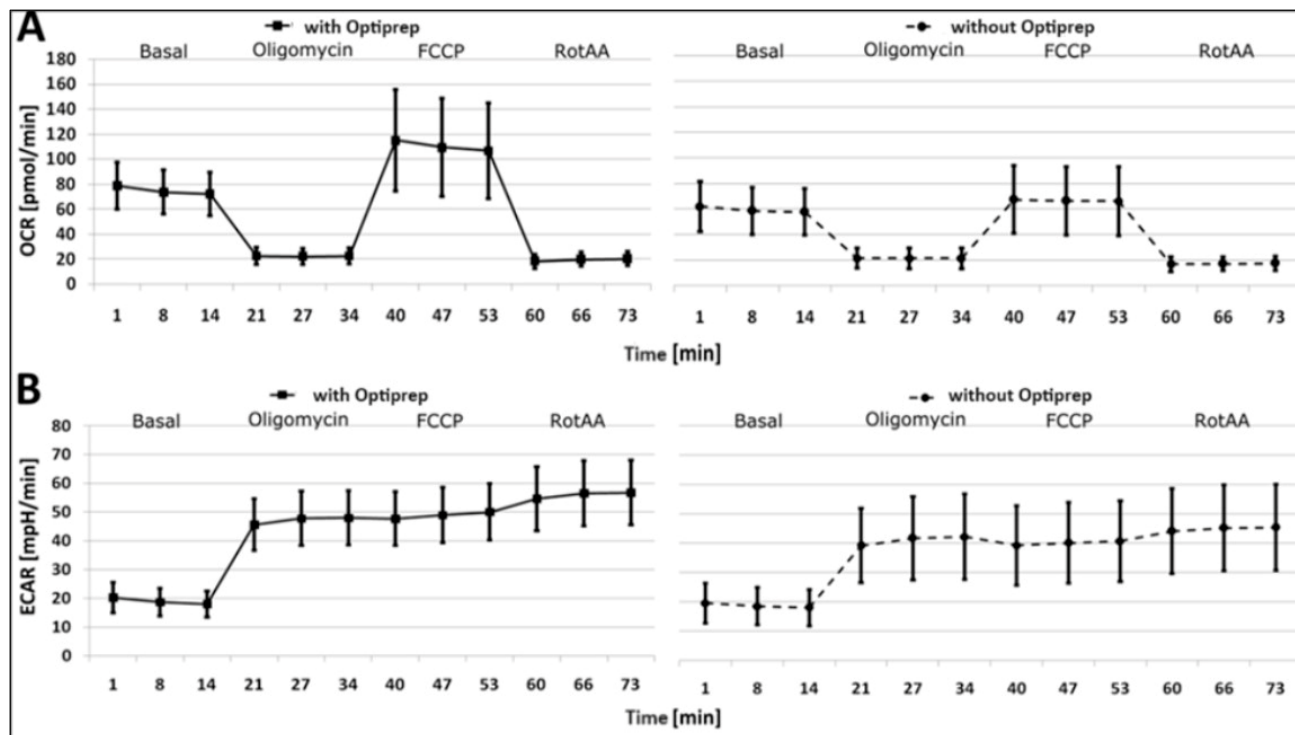 A
with Optiprep
without Optiprep
Basal Oligomycin FCCP RotAA
Basal Oligomycin FCCP RotAA
OCR [pmol/min]
180
160
140
120
100
80
60
40
20
0
1 8 14 21 27 34 40 47 53 60 66 73
1 8 14 21 27 34 40 47 53 60 66 73
Time [min]
B
with Optiprep
without Optiprep
Basal Oligomycin FCCP RotAA
Basal Oligomycin FCCP RotAA
ECAR [mpH/min]
80
70
60
50
40
30
20
10
0
1 8 14 21 27 34 40 47 53 60 66 73
1 8 14 21 27 34 40 47 53 60 66 73
Time [min]